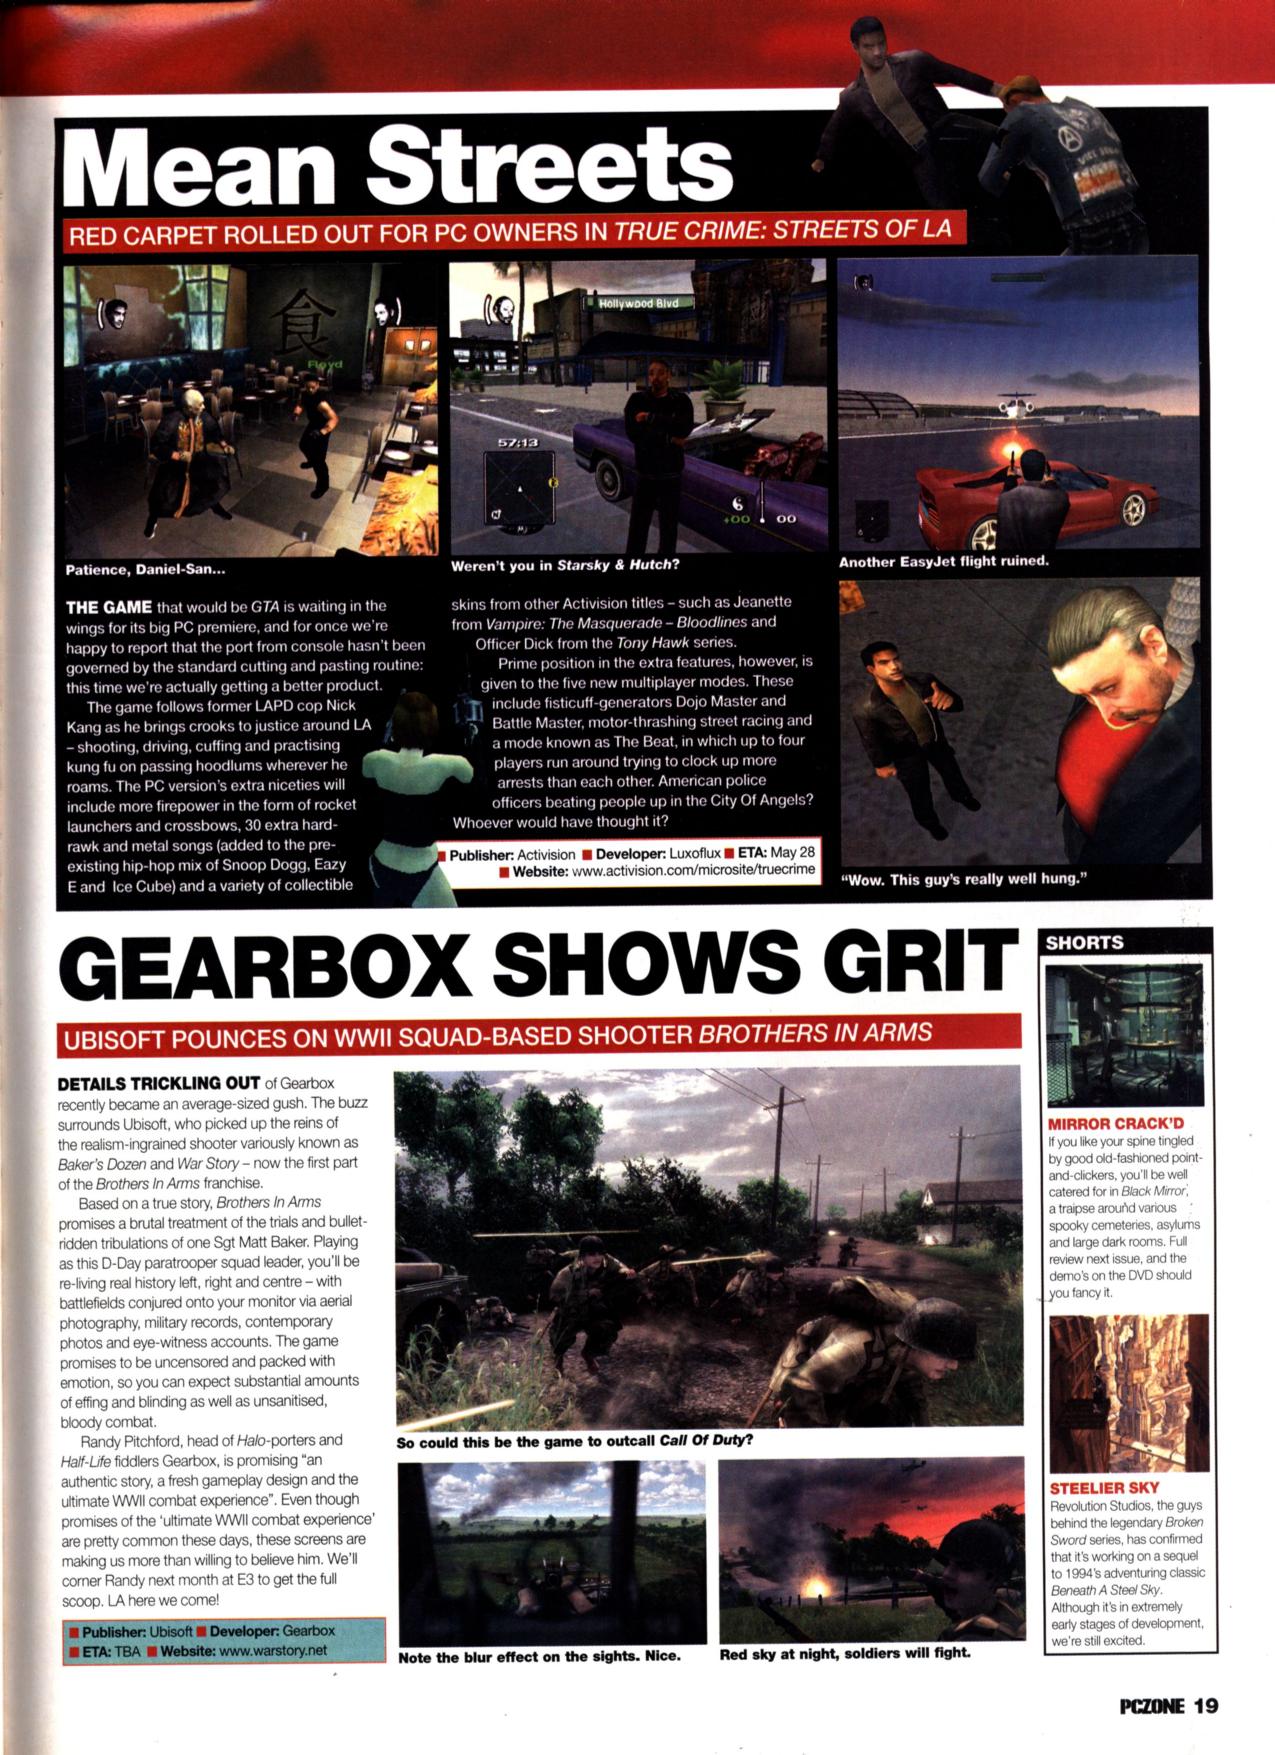 Mean Streets
RED CARPET ROLLED OUT FOR PC OWNERS IN TRUE CRIME: STREETS OF LA
食
Floyd
Hollywood Blvd
57:13
N
+00
00
Patience, Daniel-San...
Weren't you in Starsky & Hutch?
Another EasyJet flight ruined.
THE GAME that would be GTA is waiting in the
wings for its big PC premiere, and for once we're
happy to report that the port from console hasn't been
governed by the standard cutting and pasting routine:
this time we're actually getting a better product.
The game follows former LAPD cop Nick
Kang as he brings crooks to justice around LA
– shooting, driving, cuffing and practising
kung fu on passing hoodlums wherever he
roams. The PC version's extra niceties will
include more firepower in the form of rocket
launchers and crossbows, 30 extra hard-
rawk and metal songs (added to the pre-
existing hip-hop mix of Snoop Dogg, Eazy
E and Ice Cube) and a variety of collectible
skins from other Activision titles – such as Jeanette
from Vampire: The Masquerade – Bloodlines and
Officer Dick from the Tony Hawk series.
Prime position in the extra features, however, is
given to the five new multiplayer modes. These
include fisticuff-generators Dojo Master and
Battle Master, motor-thrashing street racing and
a mode known as The Beat, in which up to four
players run around trying to clock up more
arrests than each other. American police
officers beating people up in the City Of Angels?
Whoever would have thought it?
■ Publisher: Activision ■ Developer: Luxoflux ■ ETA: May 28
■ Website: www.activision.com/microsite/truecrime
“Wow. This guy's really well hung.”
GEARBOX SHOWS GRIT
UBISOFT POUNCES ON WWII SQUAD-BASED SHOOTER BROTHERS IN ARMS
DETAILS TRICKLING OUT of Gearbox
recently became an average-sized gush. The buzz
surrounds Ubisoft, who picked up the reins of
the realism-ingrained shooter variously known as
Baker's Dozen and War Story – now the first part
of the Brothers In Arms franchise.
Based on a true story, Brothers In Arms
promises a brutal treatment of the trials and bullet-
ridden tribulations of one Sgt Matt Baker. Playing
as this D-Day paratrooper squad leader, you'll be
re-living real history left, right and centre – with
battlefields conjured onto your monitor via aerial
photography, military records, contemporary
photos and eye-witness accounts. The game
promises to be uncensored and packed with
emotion, so you can expect substantial amounts
of effing and blinding as well as unsanitised,
bloody combat.
Randy Pitchford, head of Halo-porters and
Half-Life fiddlers Gearbox, is promising “an
authentic story, a fresh gameplay design and the
ultimate WWII combat experience”. Even though
promises of the ‘ultimate WWII combat experience’
are pretty common these days, these screens are
making us more than willing to believe him. We'll
corner Randy next month at E3 to get the full
scoop. LA here we come!
■ Publisher: Ubisoft ■ Developer: Gearbox
■ ETA: TBA ■ Website: www.warstory.net
So could this be the game to outcall Call Of Duty?
Note the blur effect on the sights. Nice.
Red sky at night, soldiers will fight.
SHORTS
MIRROR CRACK'D
If you like your spine tingled
by good old-fashioned point-
and-clickers, you'll be well
catered for in Black Mirror,
a traipse around various
spooky cemeteries, asylums
and large dark rooms. Full
review next issue, and the
demo's on the DVD should
you fancy it.
STEELIER SKY
Revolution Studios, the guys
behind the legendary Broken
Sword series, has confirmed
that it's working on a sequel
to 1994's adventuring classic
Beneath A Steel Sky.
Although it's in extremely
early stages of development,
we're still excited.
PCZONE 19